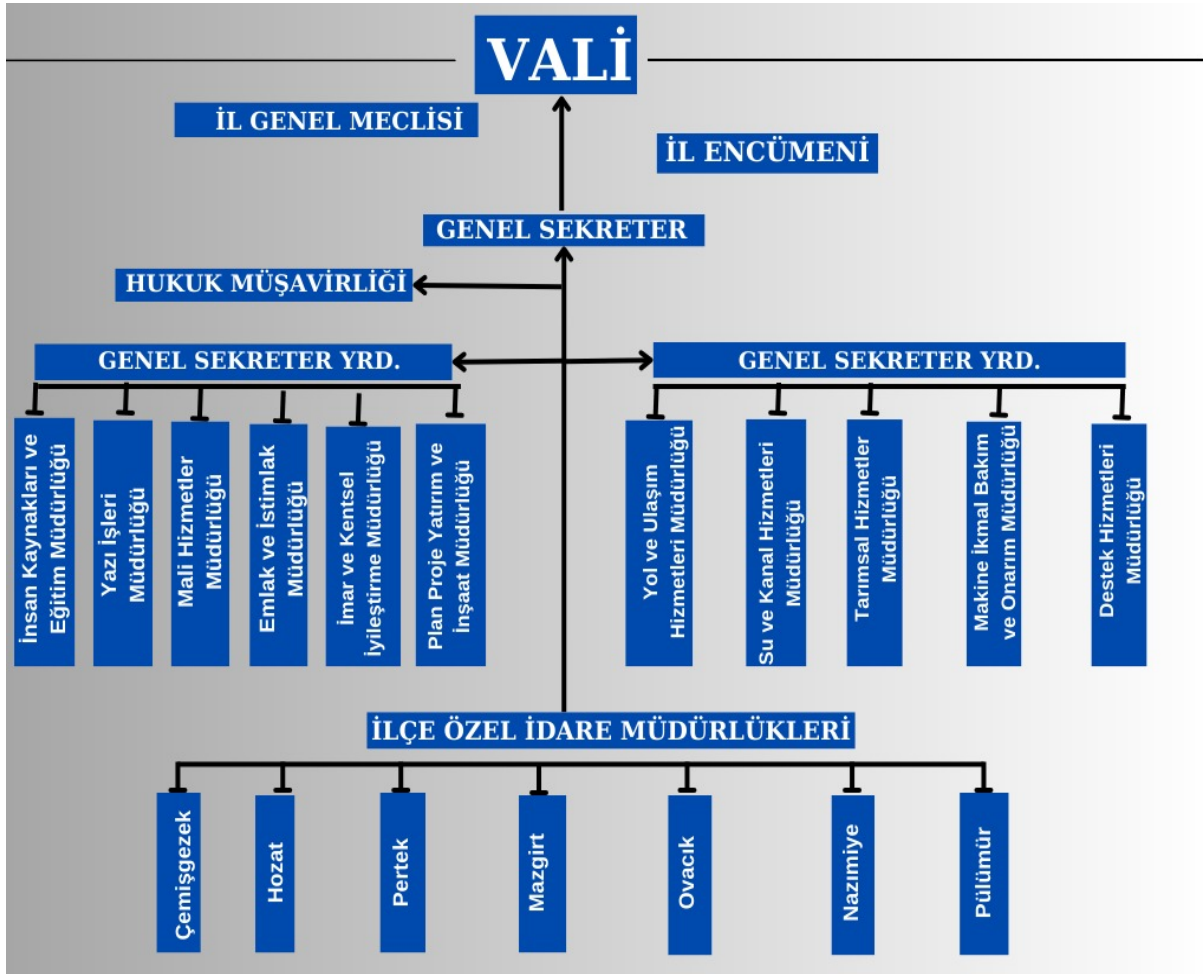 VALİ
İL GENEL MECLİSİ
İL ENCÜMENİ
GENEL SEKRETER
HUKUK MÜŞAVİRLİĞİ
GENEL SEKRETER YRD.
GENEL SEKRETER YRD.
İnsan Kaynakları ve
Eğitim Müdürlüğü
Yazı İşleri
Müdürlüğü
Mali Hizmetler
Müdürlüğü
Emlak ve İstimlak
Müdürlüğü
İmar ve Kentsel
İyileştirme Müdürlüğü
Plan Proje Yatırım ve
İnşaat Müdürlüğü
Yol ve Ulaşım
Hizmetleri Müdürlüğü
Su ve Kanal Hizmetleri
Müdürlüğü
Tarımsal Hizmetler
Müdürlüğü
Makine İkmal Bakım
ve Onarım Müdürlüğü
Destek Hizmetleri
Müdürlüğü
İLÇE ÖZEL İDARE MÜDÜRLÜKLERİ
Çemişgezek
Hozat
Pertek
Mazgirt
Ovacık
Nazımiye
Pülümür